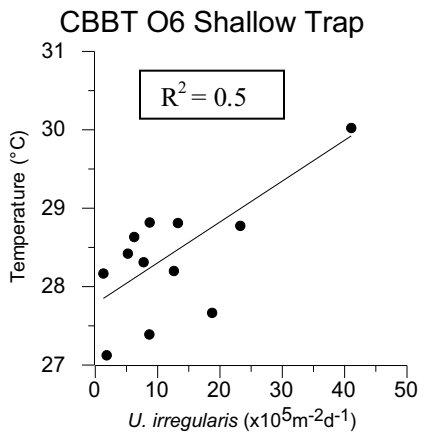 CBBT O6 Shallow Trap
31
30
29
28
27
R² = 0.5
Temperature (°C)
0 10 20 30 40 50
U. irregularis (x10⁵m-2d-1)